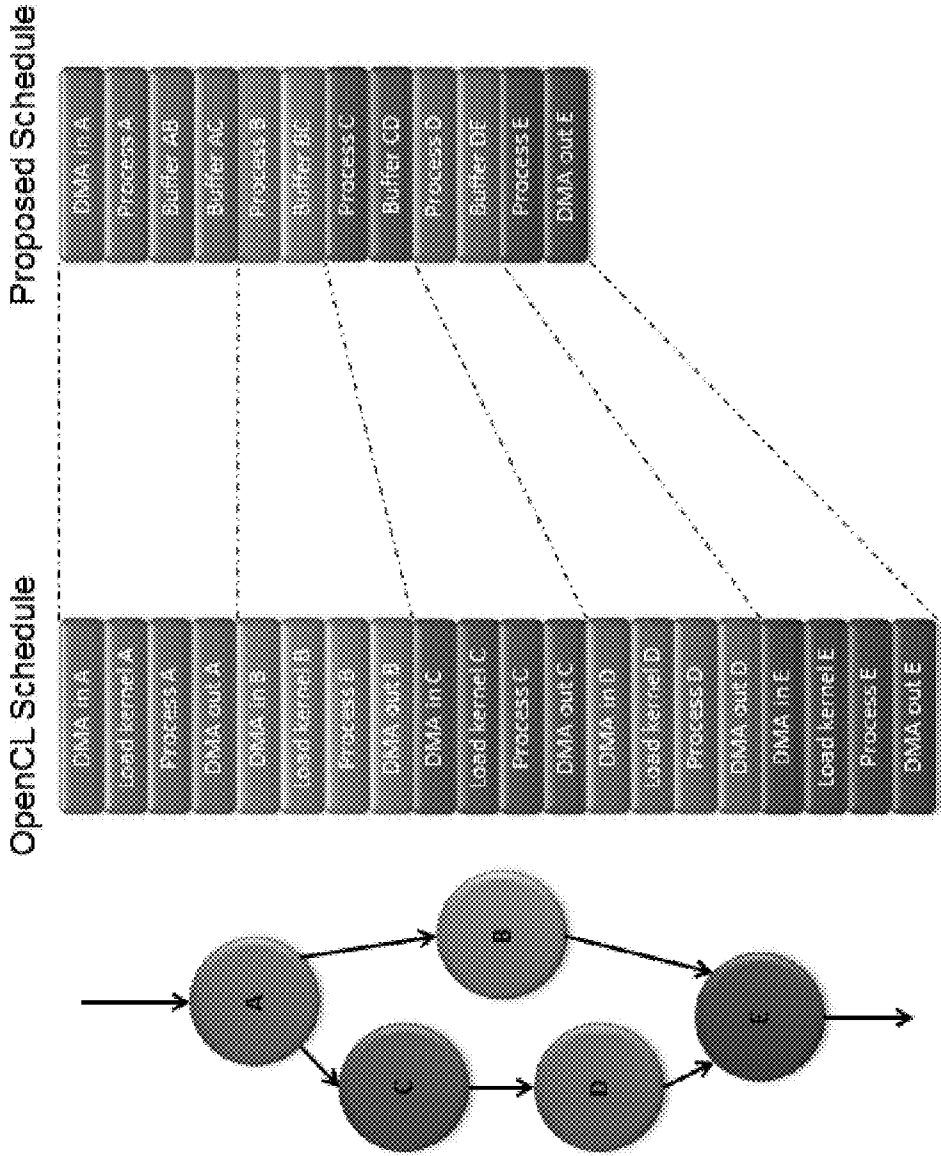 OpenCL Schedule
Proposed Schedule
A
C
B
D
E
DMA in A
Load kernel A
Process A
DMA out A
DMA in B
Load kernel B
Process B
DMA out B
DMA in C
Load kernel C
Process C
DMA out C
DMA in D
Load kernel D
Process D
DMA out D
DMA in E
Load kernel E
Process E
DMA out E
DMA in A
Process A
Buffer AB
Buffer AC
Process B
Buffer
Process C
Buffer CD
Process D
Buffer DE
Process E
DMA out E